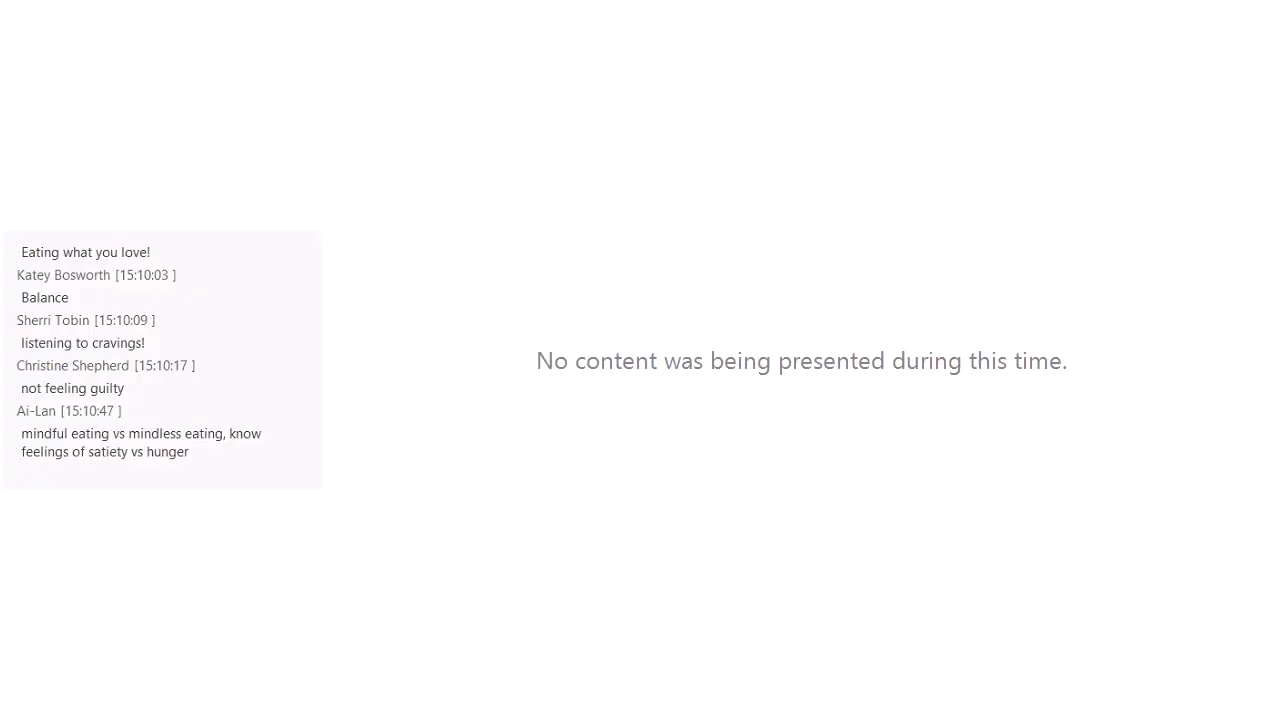 Eating what you love!
Katey Bosworth [15:10:03 ]
Balance
Sherri Tobin [15:10:09 ]
listening to cravings!
Christine Shepherd [15:10:17 ]
not feeling guilty
Ai-Lan [15:10:47 ]
mindful eating vs mindless eating, know
feelings of satiety vs hunger
No content was being presented during this time.